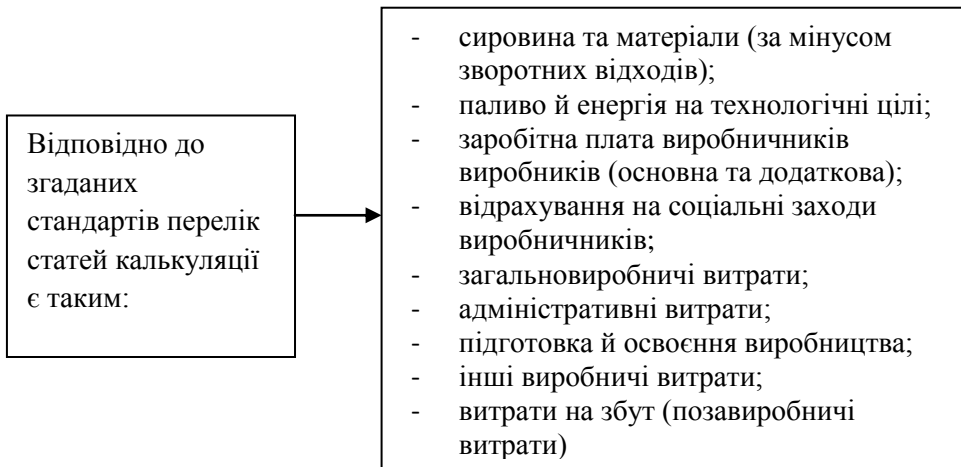 Відповідно до
згаданих
стандартів перелік
статей калькуляції
є таким:
- сировина та матеріали (за мінусом
зворотних відходів);
- паливо й енергія на технологічні цілі;
- заробітна плата виробничників
виробників (основна та додаткова);
- відрахування на соціальні заходи
виробничників;
- загальновиробничі витрати;
- адміністративні витрати;
- підготовка й освоєння виробництва;
- інші виробничі витрати;
- витрати на збут (позавиробничі
витрати)